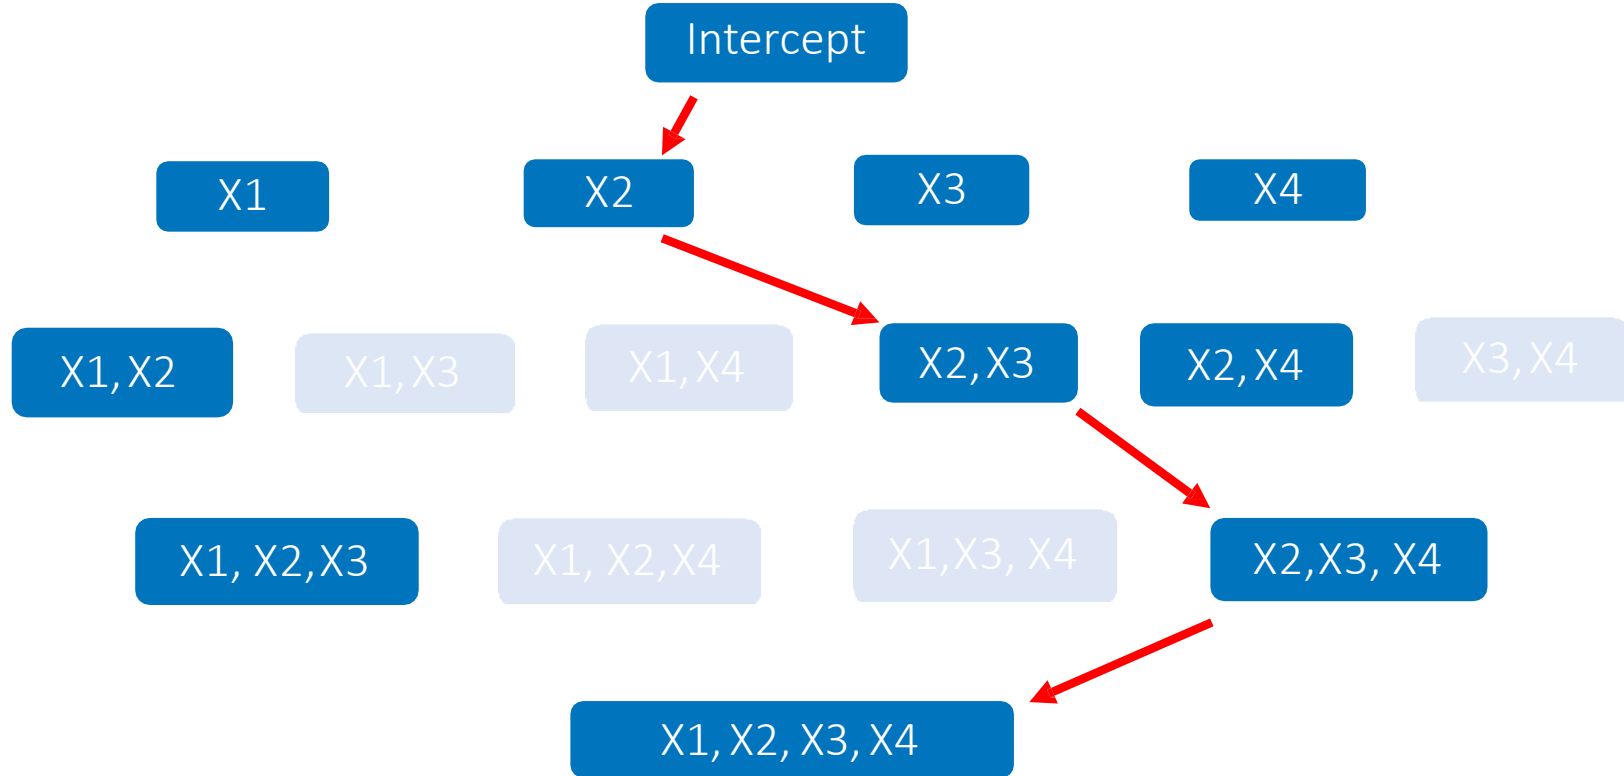 Intercept
X1
X2
X3
X4
X1, X2
X1, X3
X1, X4
X2, X3
X2, X4
X3, X4
X1, X2, X3
X1, X2, X4
X1, X3, X4
X2, X3, X4
X1, X2, X3, X4